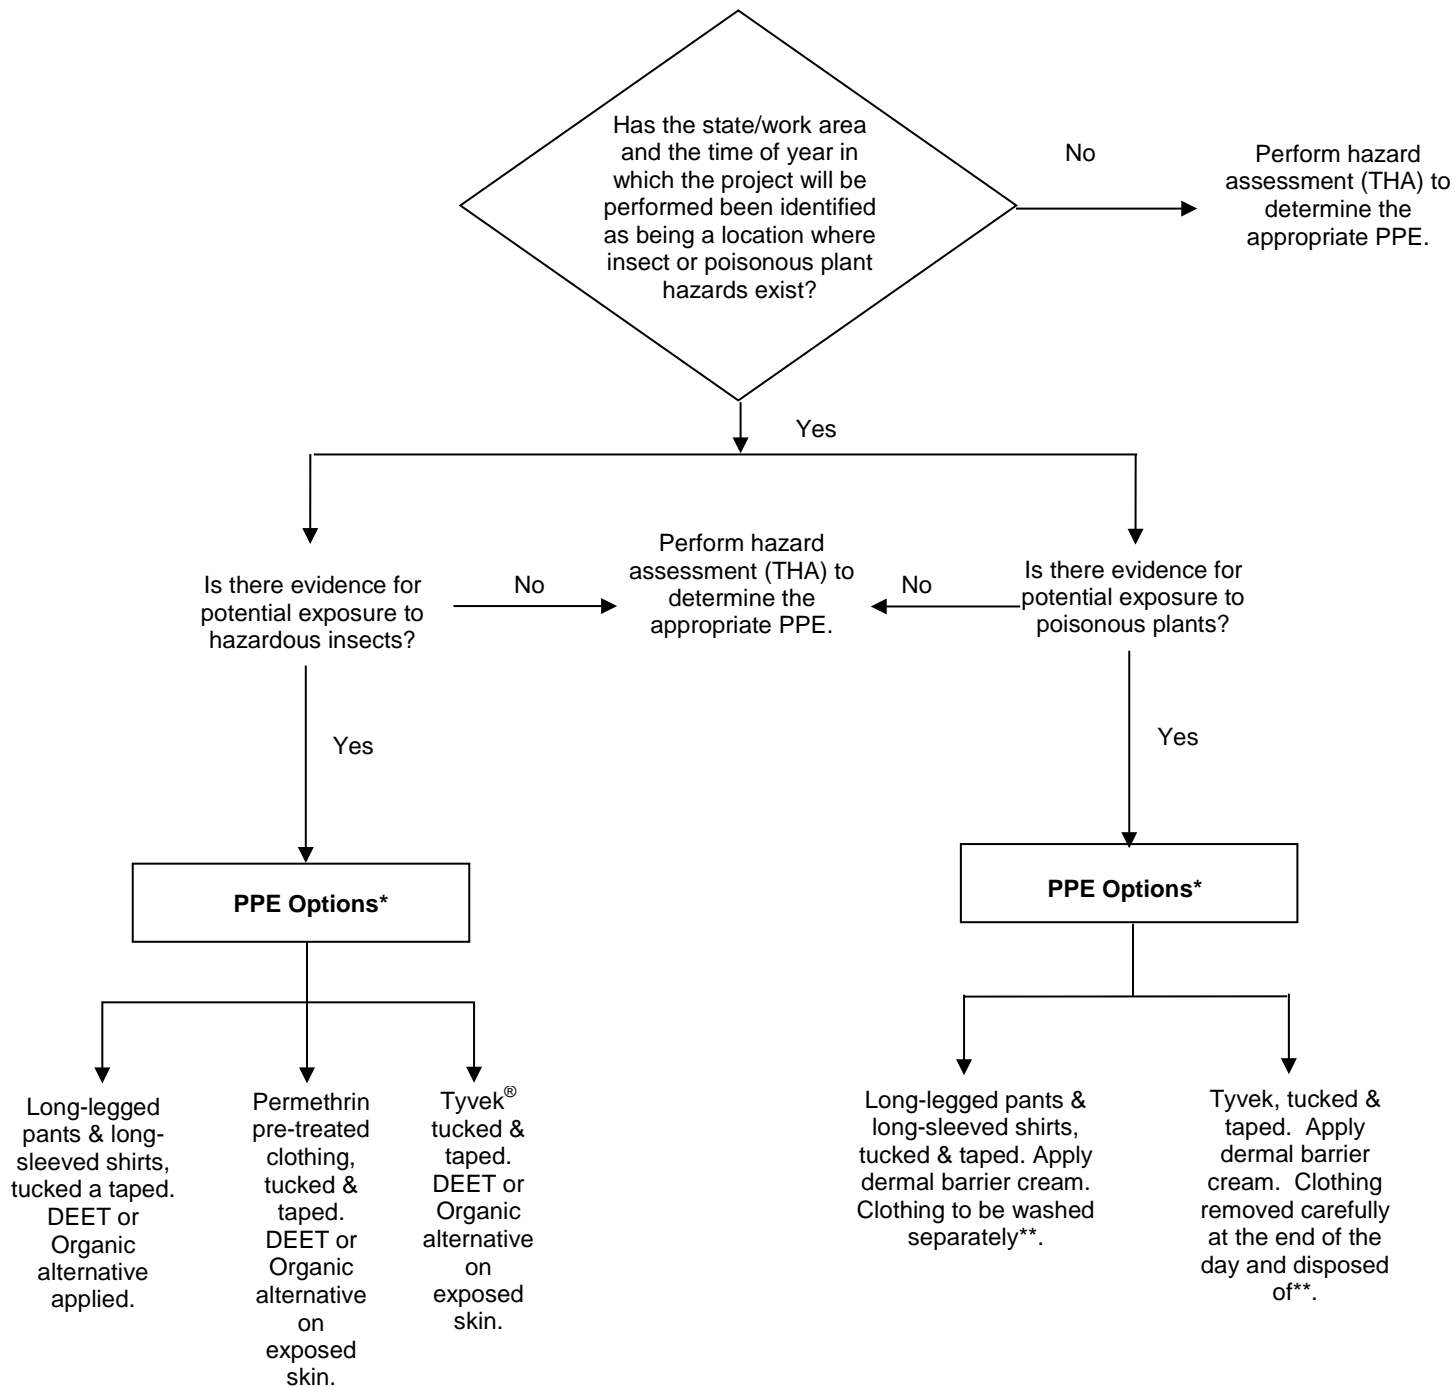 Has the state/work area
and the time of year in
which the project will be
performed been identified
as being a location where
insect or poisonous plant
hazards exist?
No
Perform hazard
assessment (THA) to
determine the
appropriate PPE.
Yes
Is there evidence for
potential exposure to
hazardous insects?
No
Perform hazard
assessment (THA) to
determine the
appropriate PPE.
No
Is there evidence for
potential exposure to
poisonous plants?
Yes
Yes
PPE Options*
PPE Options*
Long-legged
pants & long-
sleeved shirts,
tucked a taped.
DEET or
Organic
alternative
applied.
Permethrin
pre-treated
clothing,
tucked &
taped.
DEET or
Organic
alternative
on
exposed
skin.
Tyvek®
tucked &
taped.
DEET or
Organic
alternative
on
exposed
skin.
Long-legged pants &
long-sleeved shirts,
tucked & taped. Apply
dermal barrier cream.
Clothing to be washed
separately**.
Tyvek, tucked &
taped.  Apply
dermal barrier
cream.  Clothing
removed carefully
at the end of the
day and disposed
of**.